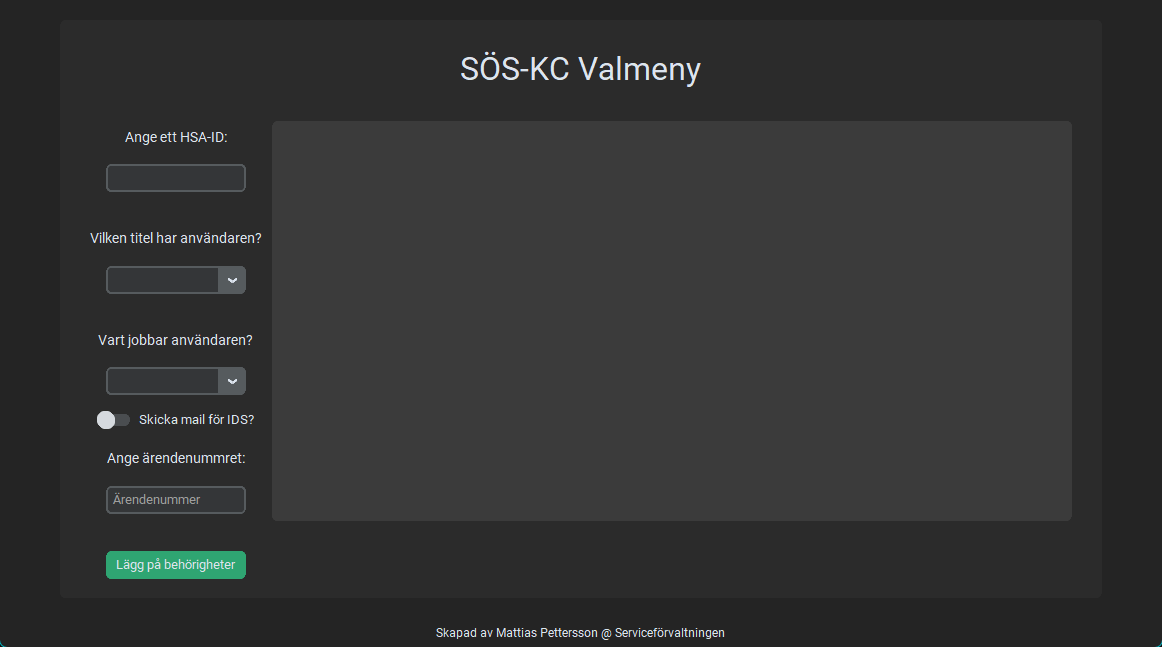 SÖS-KC Valmeny
Ange ett HSA-ID:
Vilken titel har användaren?
Vart jobbar användaren?
Skicka mail för IDS?
Ange ärendenummret:
Ärendenummer
Lägg på behörigheter
Skapad av Mattias Pettersson @ Serviceförvaltningen